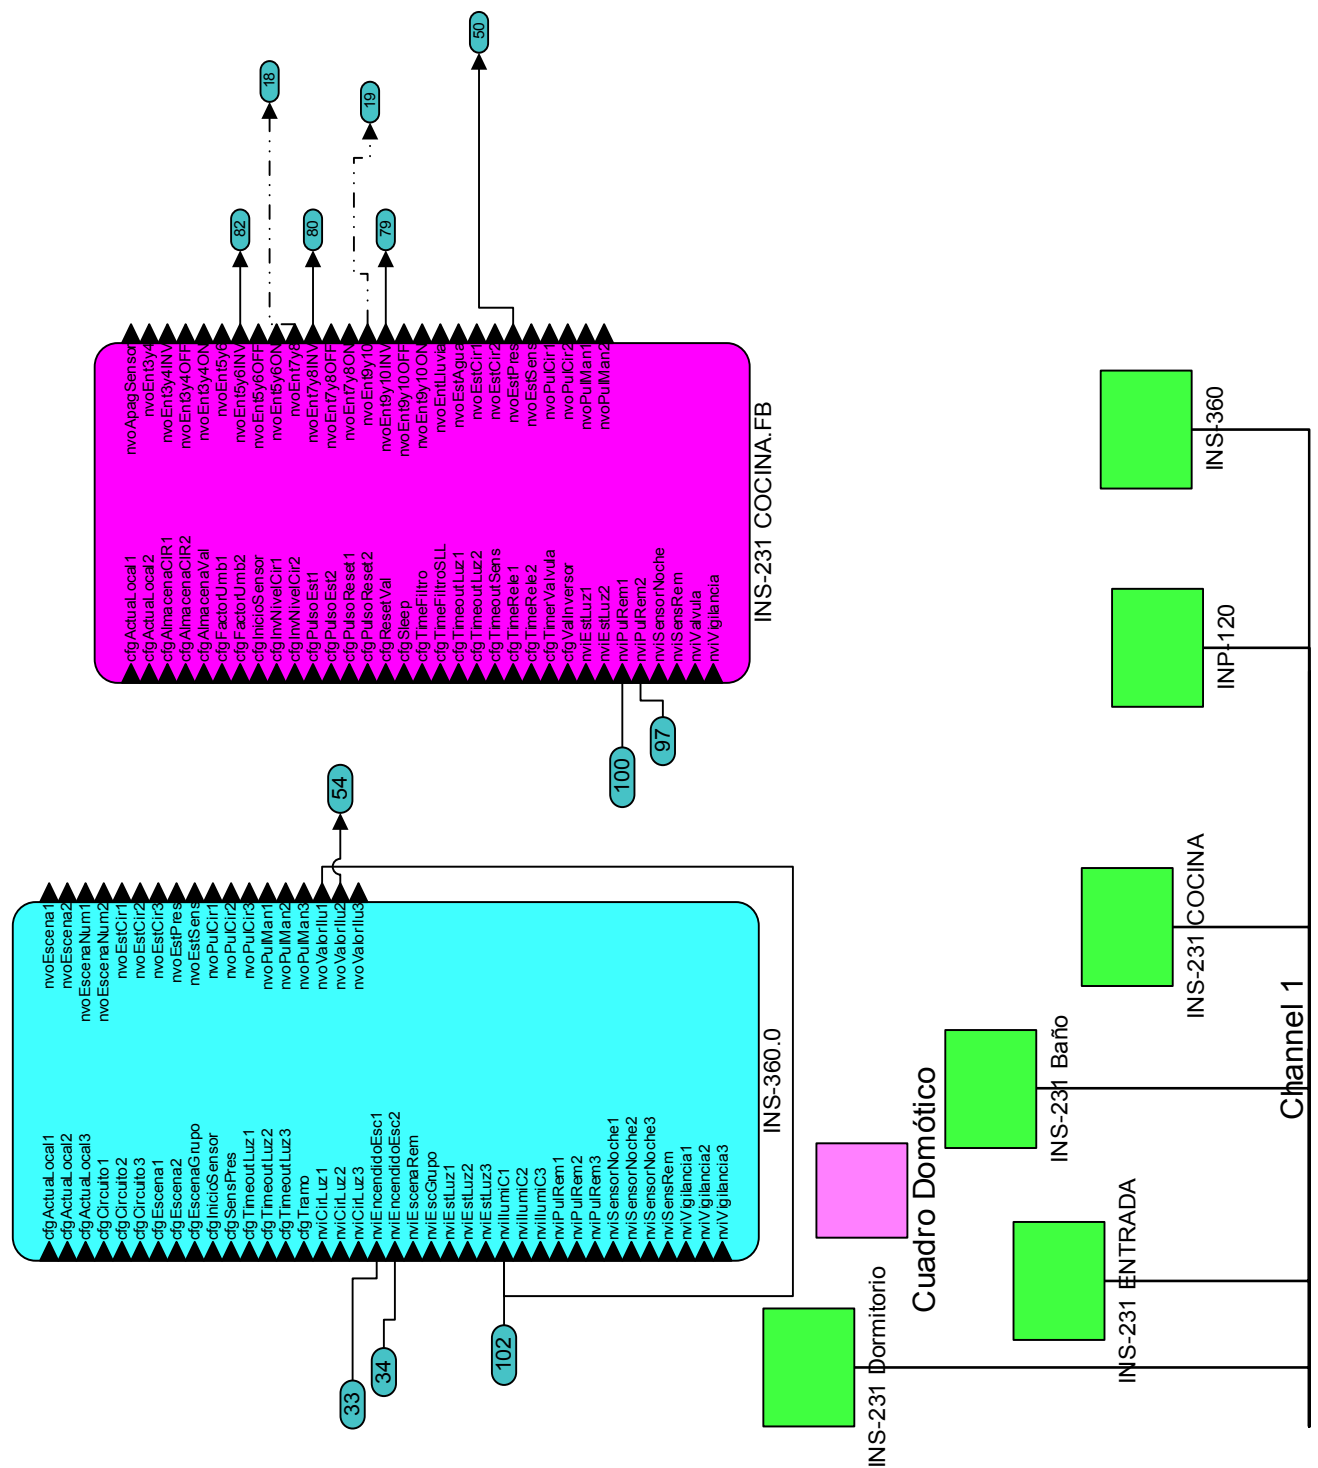 cfgActuaLocal1
cfgActuaLocal2
cfgActuaLocal3
cfgCircuito1
cfgCircuito2
cfgCircuito3
cfgEscena1
cfgEscena2
cfgEscenaGrupo
cfgInicioSensor
cfgSensPres
cfgTimeoutLuz1
cfgTimeoutLuz2
cfgTimeoutLuz3
cfgTramo
nviCirLuz1
nviCirLuz2
nviCirLuz3
nviEncendidoEsc1
nviEncendidoEsc2
nviEscenaRem
nviEscGrupo
nviEstLuz1
nviEstLuz2
nviEstLuz3
nviIlumiC1
nviIlumiC2
nviIlumiC3
nviPulRem1
nviPulRem2
nviPulRem3
nviSensorNoche1
nviSensorNoche2
nviSensorNoche3
nviSensRem
nviVigilancia1
nviVigilancia2
nviVigilancia3
nvoEscena1
nvoEscena2
nvoEscenaNum1
nvoEscenaNum2
nvoEstCir1
nvoEstCir2
nvoEstCir3
nvoEstPres
nvoEstSens
nvoPulCir1
nvoPulCir2
nvoPulCir3
nvoPulMan1
nvoPulMan2
nvoPulMan3
nvoValorIlu1
nvoValorIlu2
nvoValorIlu3
INS-360.0
33
34
102
54
cfgActuaLocal1
cfgActuaLocal2
cfgAlmacenaCIR1
cfgAlmacenaCIR2
cfgAlmacenaVal
cfgFactorUmb1
cfgFactorUmb2
cfgInicioSensor
cfgInvNivelCir1
cfgInvNivelCir2
cfgPulsoEst1
cfgPulsoEst2
cfgPulsoReset1
cfgPulsoReset2
cfgResetVal
cfgSleep
cfgTimeFiltro
cfgTimeFiltroSLL
cfgTimeoutLuz1
cfgTimeoutLuz2
cfgTimeoutSens
cfgTimeRele1
cfgTimeRele2
cfgTimerValvula
cfgValInversor
nviEstLuz1
nviEstLuz2
nviPulRem1
nviPulRem2
nviSensorNoche
nviSensRem
nviValvula
nviVigilancia
nvoApagSensor
nvoEnt3y4
nvoEnt3y4INV
nvoEnt3y4OFF
nvoEnt3y4ON
nvoEnt5y6
nvoEnt5y6INV
nvoEnt5y6OFF
nvoEnt5y6ON
nvoEnt7y8
nvoEnt7y8INV
nvoEnt7y8OFF
nvoEnt7y8ON
nvoEnt9y10
nvoEnt9y10INV
nvoEnt9y10OFF
nvoEnt9y10ON
nvoEntLluvia
nvoEstAgua
nvoEstCir1
nvoEstCir2
nvoEstPres
nvoEstSens
nvoPulCir1
nvoPulCir2
nvoPulMan1
nvoPulMan2
INS-231 COCINA.FB
100
97
82
18
80
19
79
50
INS-231 Dormitorio
Cuadro Domótico
INS-231 ENTRADA
INS-231 Baño
INS-231 COCINA
INP-120
INS-360
Channel 1